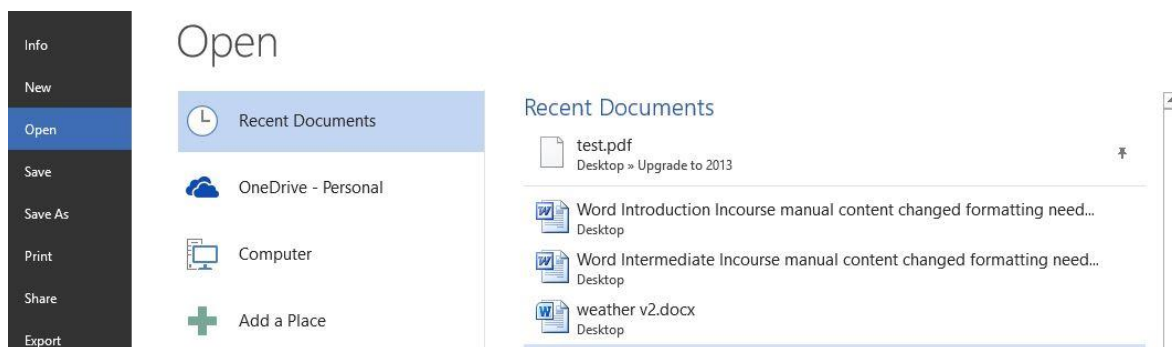 Info
New
Open
Save
Save As
Print
Share
Export
Open
Recent Documents
OneDrive - Personal
Computer
Add a Place
Recent Documents
test.pdf
Desktop » Upgrade to 2013
Word Introduction Incourse manual content changed formatting need...
Desktop
Word Intermediate Incourse manual content changed formatting need...
Desktop
weather v2.docx
Desktop